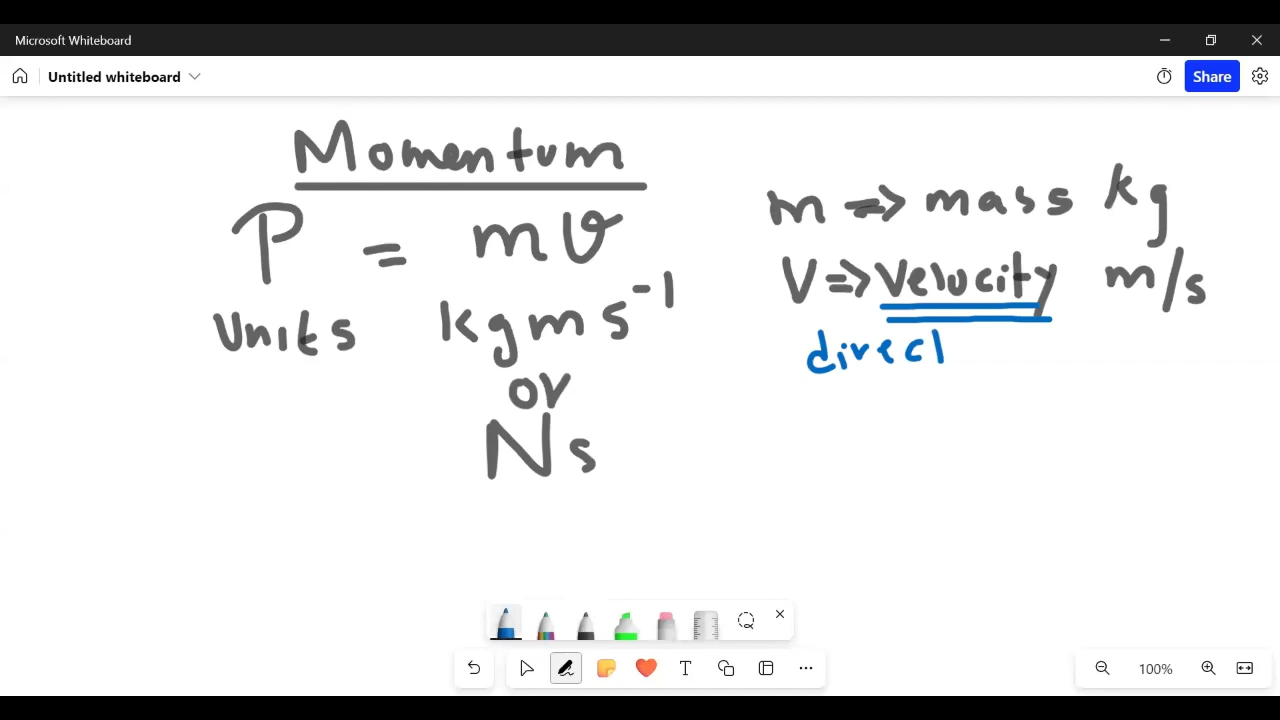 Microsoft Whiteboard
Untitled whiteboard
Share
Momentum
P = mv
Units kgms⁻¹
or
Ns
m => mass kg
V => Velocity m/s
direcl
T
100%